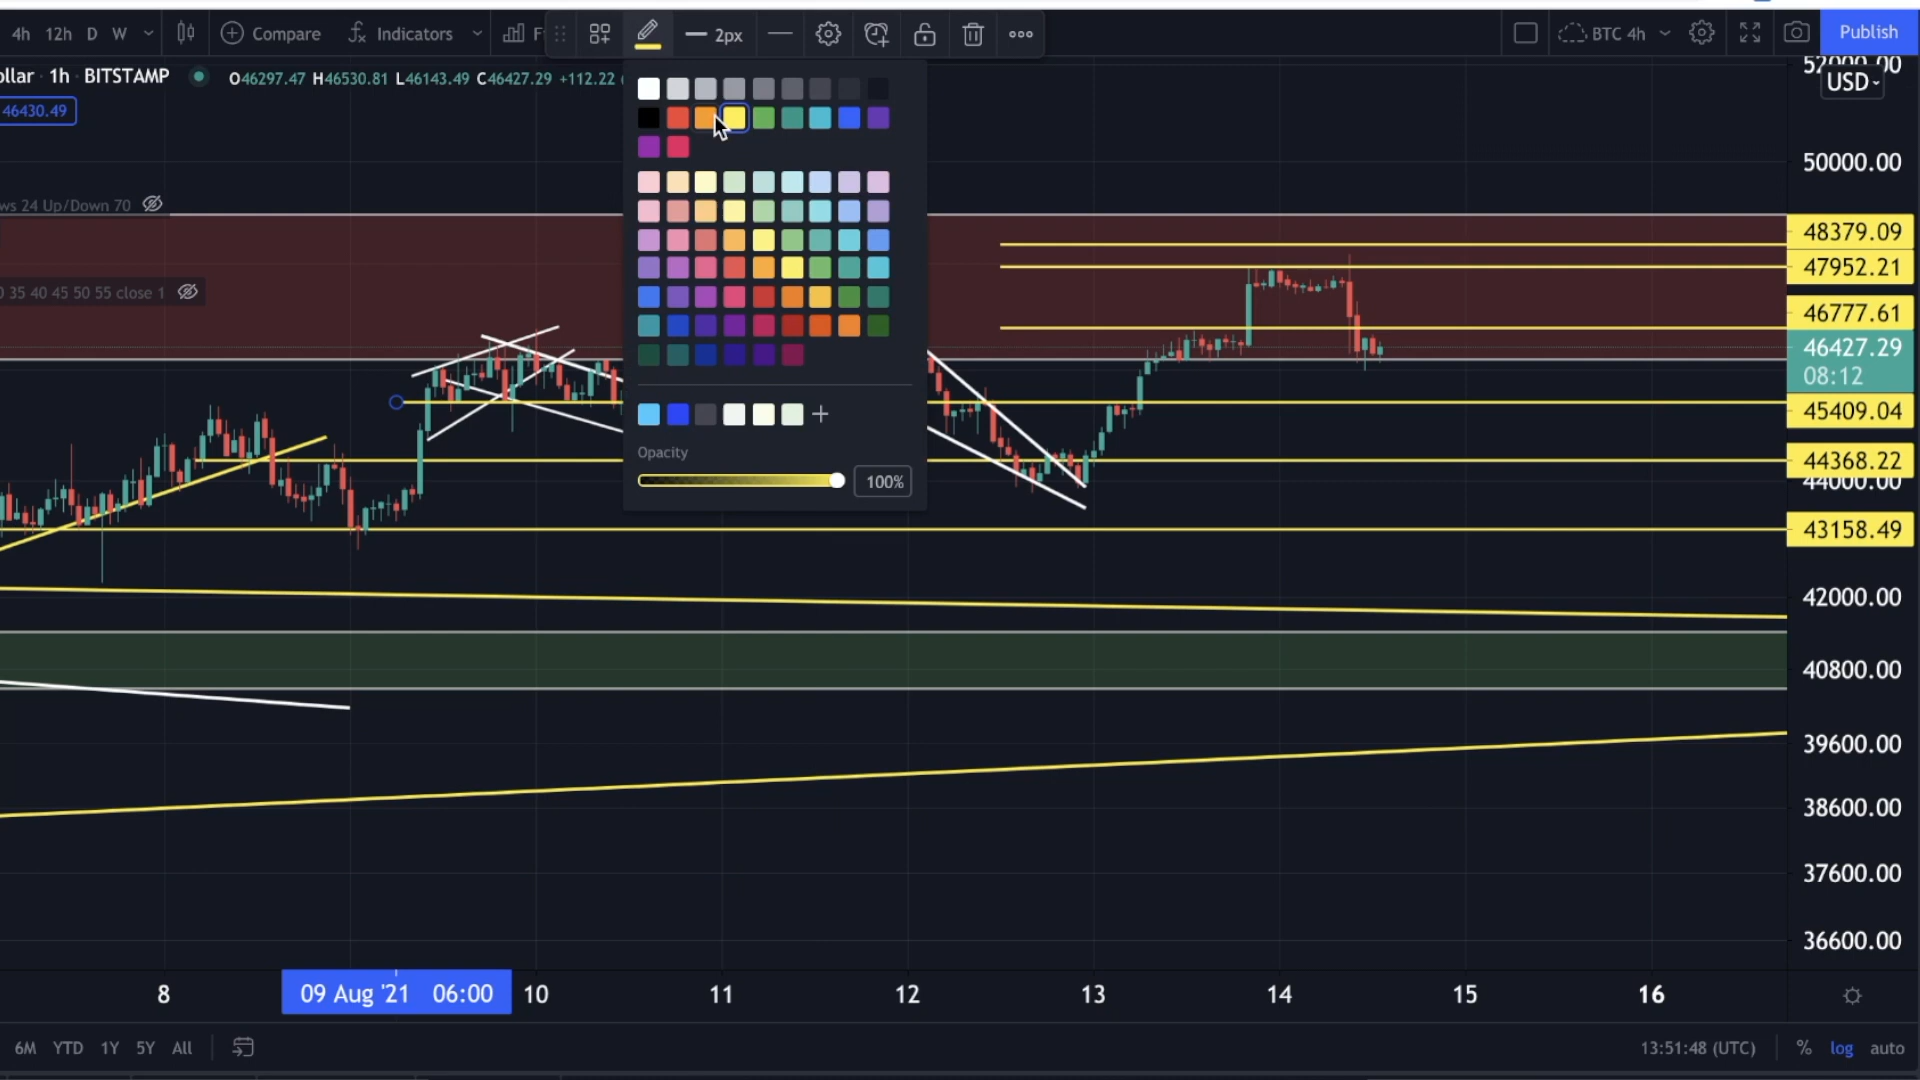 4h 12h D W Compare Indicators F 2px BTC 4h Publish
ollar · 1h · BITSTAMP O46297.47 H46530.81 L46143.49 C46427.29 +112.22
46430.49
USD
50000.00
ws 24 Up/Down 70
48379.09
47952.21
0 35 40 45 50 55 close 1
46777.61
46427.29
08:12
45409.04
44368.22
44000.00
Opacity
100%
43158.49
42000.00
40800.00
39600.00
38600.00
37600.00
36600.00
8 09 Aug '21 06:00 10 11 12 13 14 15 16
6M YTD 1Y 5Y All 13:51:48 (UTC) % log auto